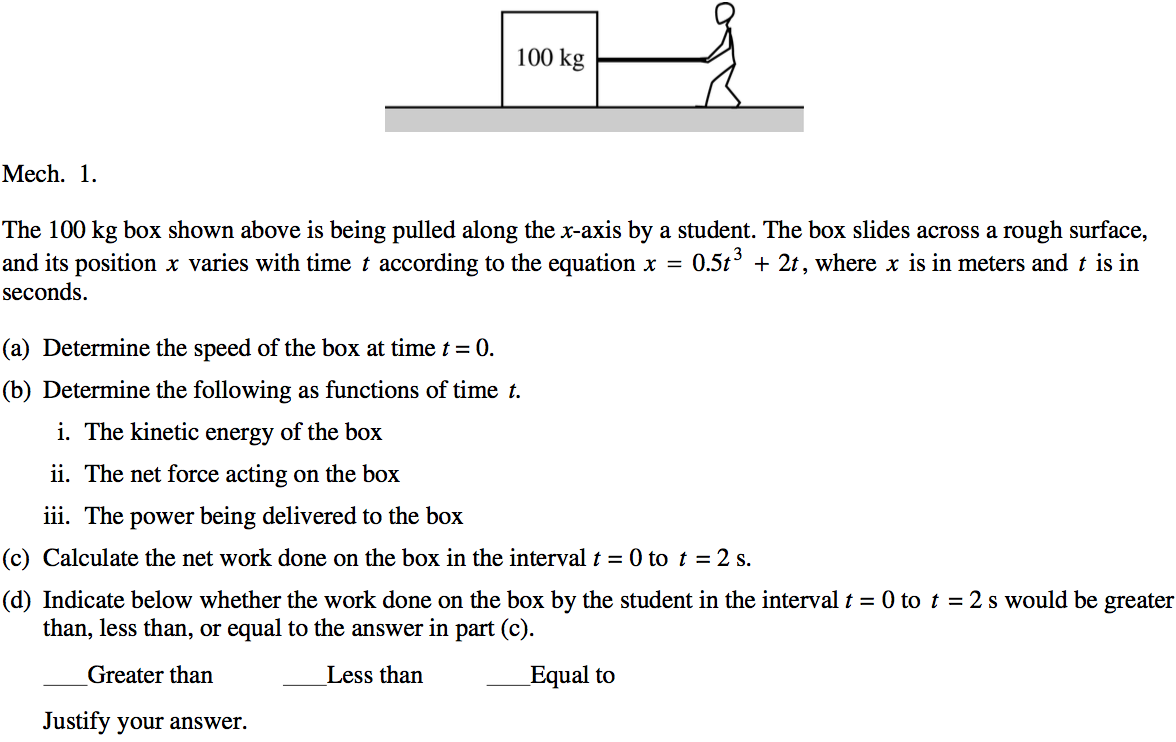 100 kg
Mech. 1.
The 100 kg box shown above is being pulled along the x-axis by a student. The box slides across a rough surface,
and its position x varies with time t according to the equation x = 0.5t³ + 2t, where x is in meters and t is in
seconds.
(a) Determine the speed of the box at time t = 0.
(b) Determine the following as functions of time t.
i. The kinetic energy of the box
ii. The net force acting on the box
iii. The power being delivered to the box
(c) Calculate the net work done on the box in the interval t = 0 to t = 2 s.
(d) Indicate below whether the work done on the box by the student in the interval t = 0 to t = 2 s would be greater
than, less than, or equal to the answer in part (c).
____Greater than ____Less than ____Equal to
Justify your answer.